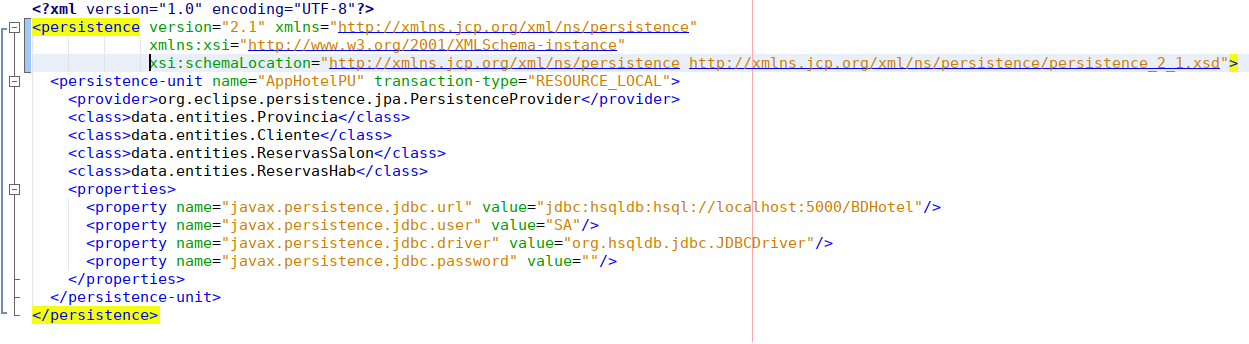 <?xml version="1.0" encoding="UTF-8"?>
<persistence version="2.1" xmlns="http://xmlns.jcp.org/xml/ns/persistence"
xmlns:xsi="http://www.w3.org/2001/XMLSchema-instance"
xsi:schemaLocation="http://xmlns.jcp.org/xml/ns/persistence http://xmlns.jcp.org/xml/ns/persistence/persistence_2_1.xsd">
<persistence-unit name="AppHotelPU" transaction-type="RESOURCE_LOCAL">
<provider>org.eclipse.persistence.jpa.PersistenceProvider</provider>
<class>data.entities.Provincia</class>
<class>data.entities.Cliente</class>
<class>data.entities.ReservasSalon</class>
<class>data.entities.ReservasHab</class>
<properties>
<property name="javax.persistence.jdbc.url" value="jdbc:hsqldb:hsql://localhost:5000/BDHotel"/>
<property name="javax.persistence.jdbc.user" value="SA"/>
<property name="javax.persistence.jdbc.driver" value="org.hsqldb.jdbc.JDBCDriver"/>
<property name="javax.persistence.jdbc.password" value=""/>
</properties>
</persistence-unit>
</persistence>